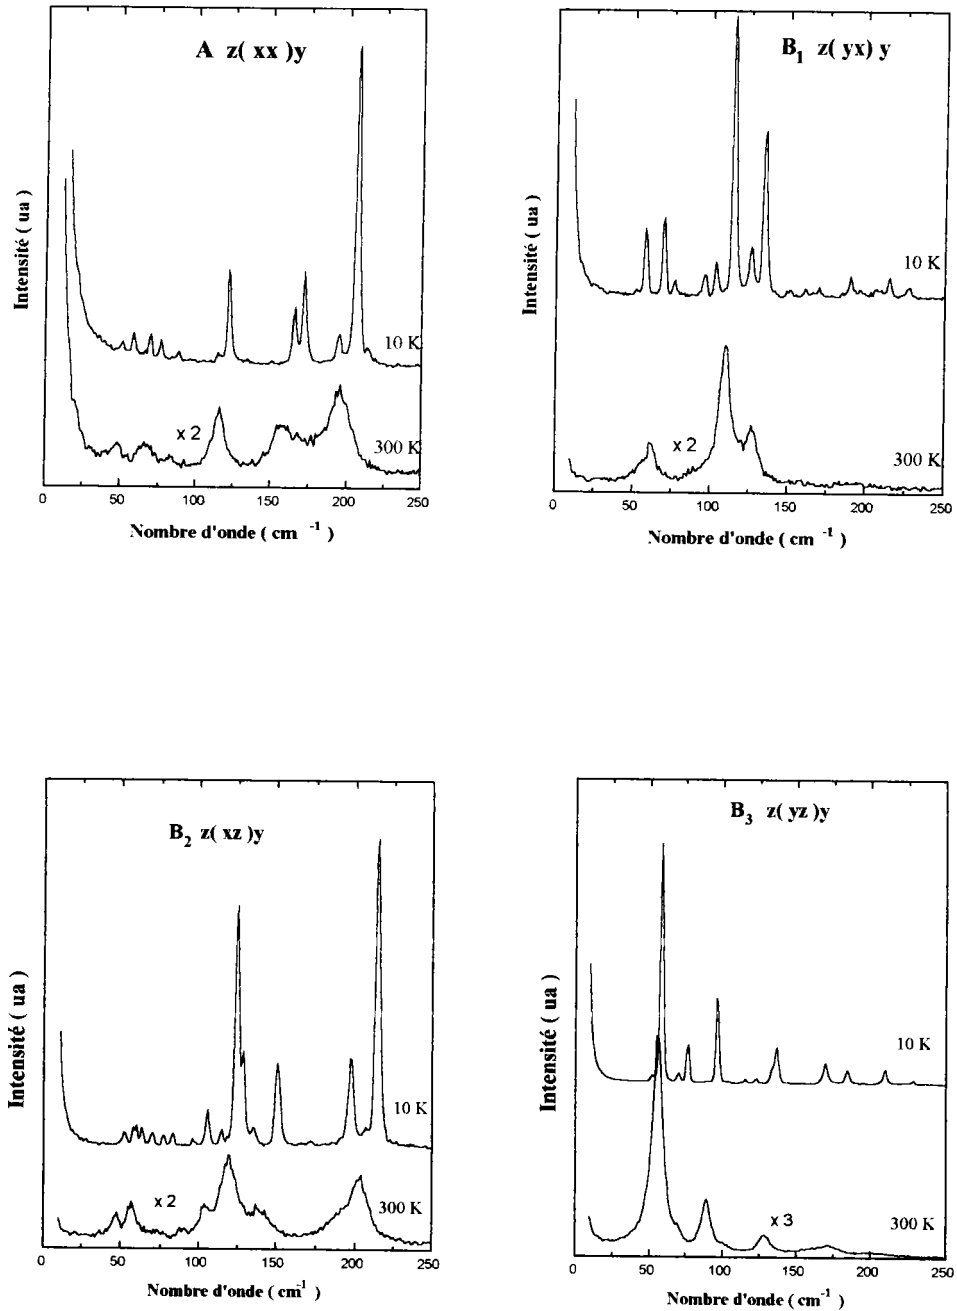 A z( xx )y
Intensité ( ua )
10 K
x 2
300 K
0 50 100 150 200 250
Nombre d'onde ( cm -1 )
B1 z( yx) y
Intensité ( ua )
10 K
x 2
300 K
0 50 100 150 200 250
Nombre d'onde ( cm -1 )
B2 z( xz )y
Intensité ( ua )
10 K
x 2
300 K
0 50 100 150 200 250
Nombre d'onde ( cm-1 )
B3 z( yz )y
Intensité ( ua )
10 K
x 3
300 K
0 50 100 150 200 250
Nombre d'onde ( cm -1 )